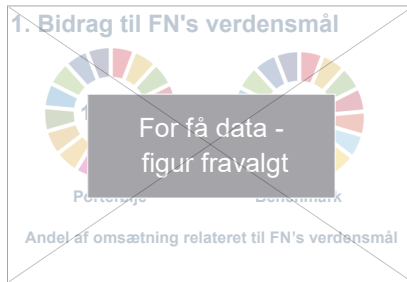 1. Bidrag til FN's verdensmål
For få data -
figur fravalgt
Portefølje Benchmark
Andel af omsætning relateret til FN's verdensmål